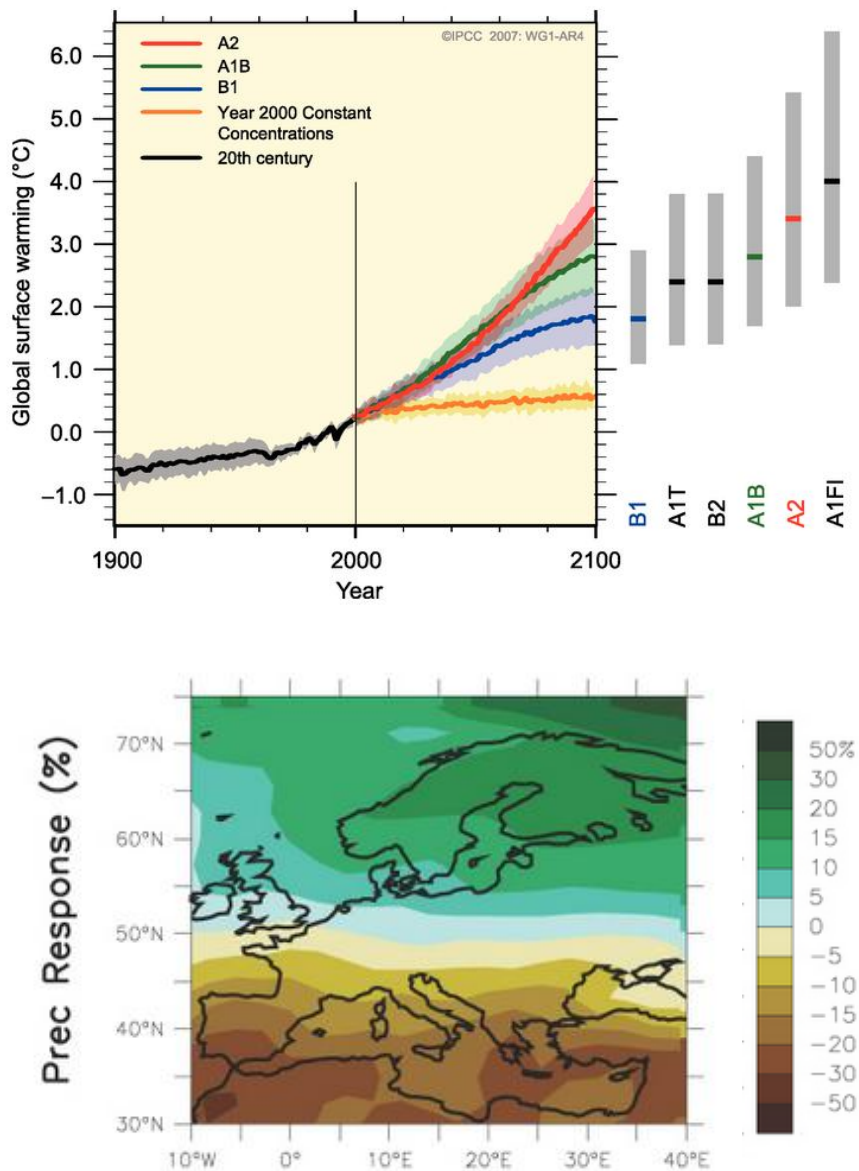 ©IPCC 2007: WG1-AR4
A2
A1B
B1
Year 2000 Constant
Concentrations
20th century
Global surface warming (°C)
6.0
5.0
4.0
3.0
2.0
1.0
0.0
–1.0
1900
2000
2100
Year
B1
A1T
B2
A1B
A2
A1FI
Prec Response (%)
70°N
60°N
50°N
40°N
30°N
10°W
0°
10°E
20°E
30°E
40°E
50%
30
20
15
10
5
0
−5
−10
−15
−20
−30
−50